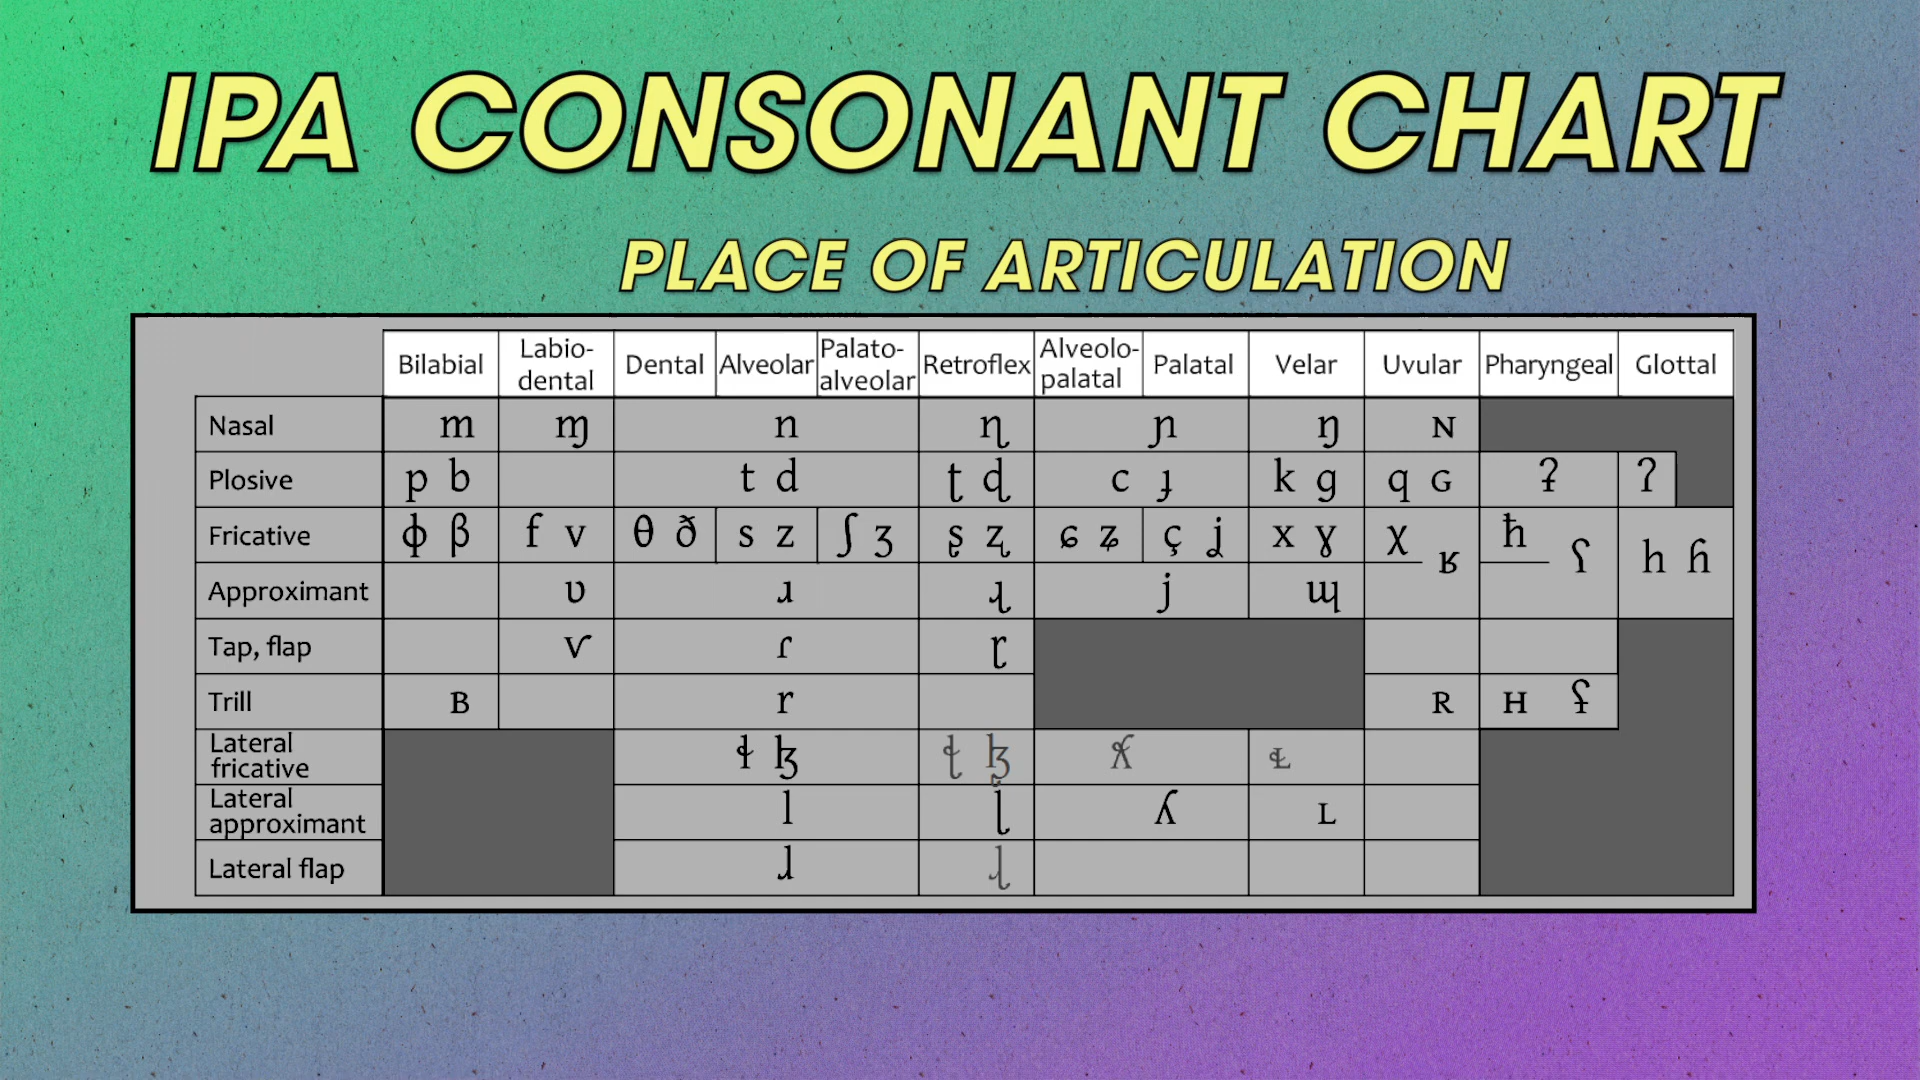 IPA CONSONANT CHART
PLACE OF ARTICULATION
Bilabial Labio-dental Dental Alveolar Palato-alveolar Retroflex Alveolo-palatal Palatal Velar Uvular Pharyngeal Glottal
Nasal m ɱ n ɳ ɲ ŋ ɴ
Plosive p b t d ʈ ɖ c ɟ k ɡ q ɢ ʡ ʔ
Fricative ɸ β f v θ ð s z ʃ ʒ ʂ ʐ ɕ ʑ ç ʝ x ɣ χ ʁ ħ ʕ h ɦ
Approximant ʋ ɹ ɻ j ɰ
Tap, flap ⱱ ɾ ɽ
Trill ʙ r ʀ ʜ ʢ
Lateral fricative ɬ ɮ ꞎ ɮ̢ ʎ̝̊ ʟ̝̊
Lateral approximant l ɭ ʎ ʟ
Lateral flap ɺ ɺ̢